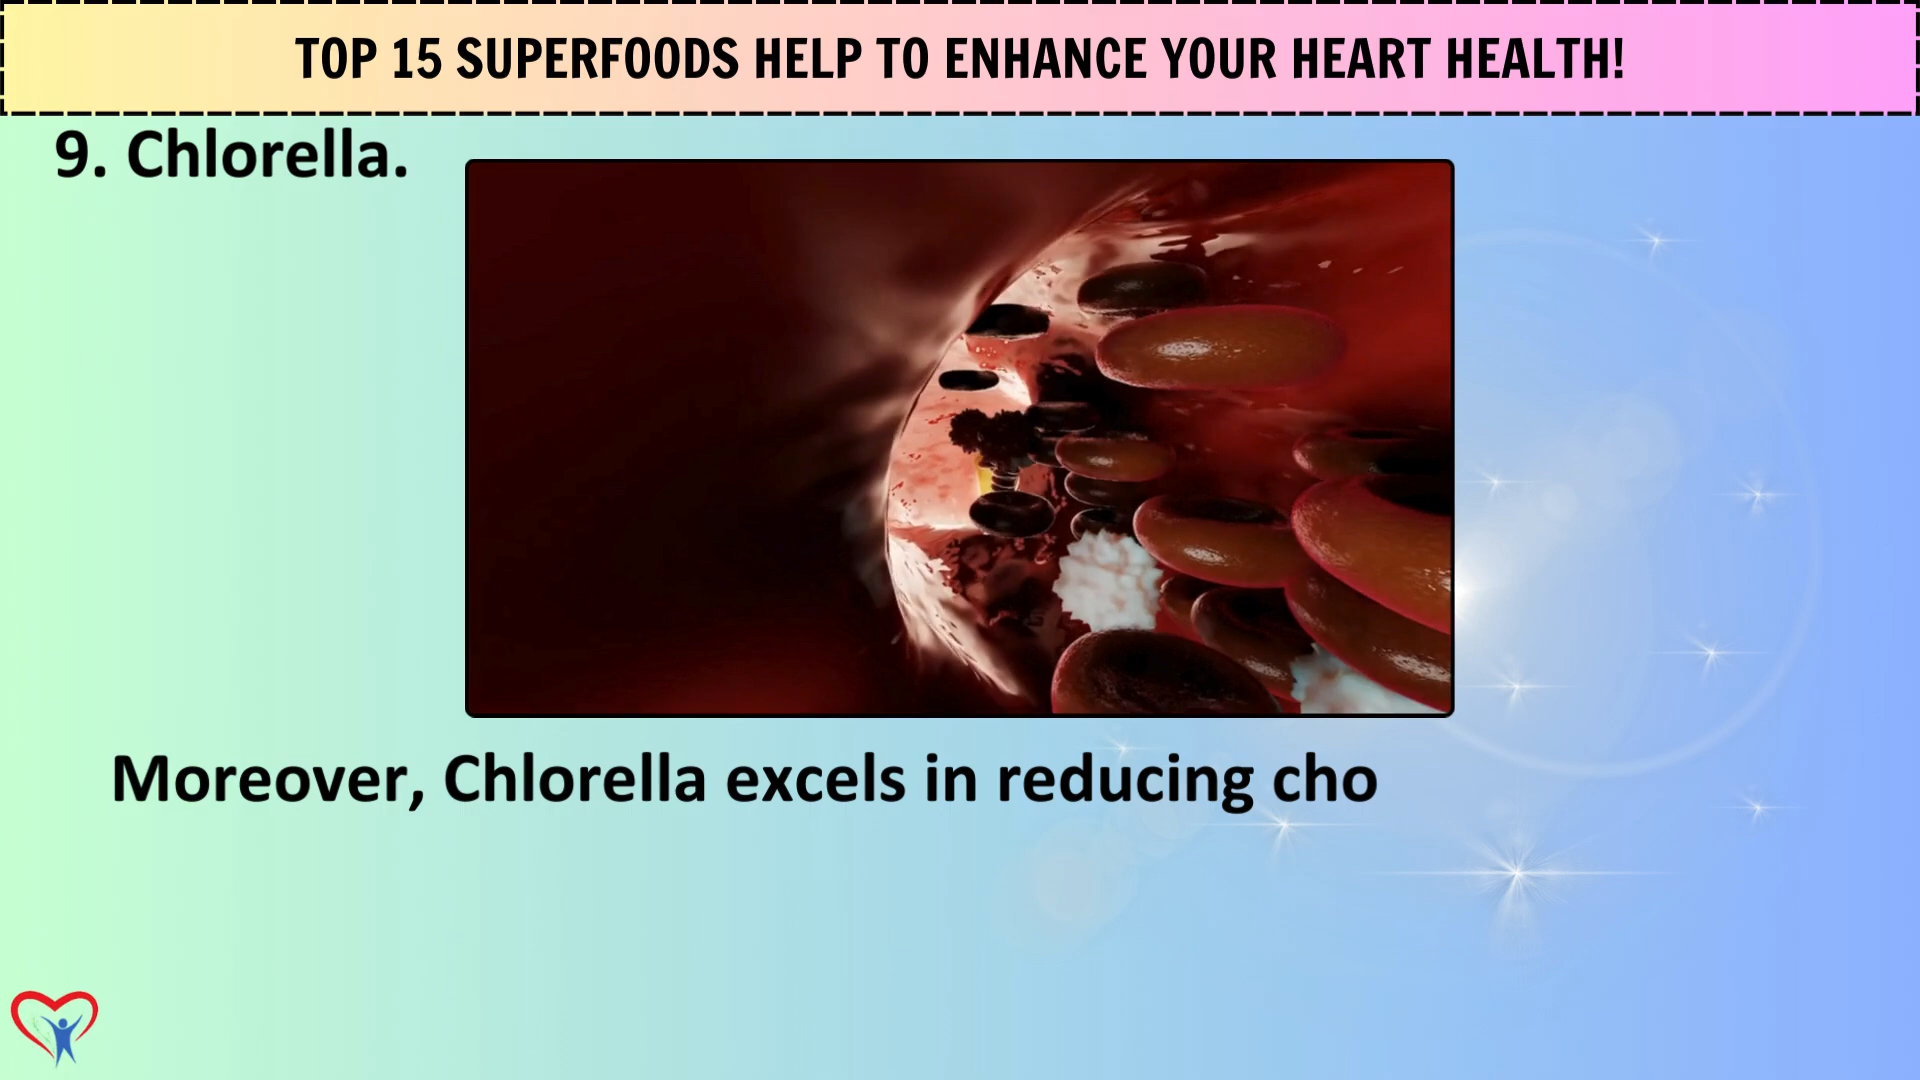 TOP 15 SUPERFOODS HELP TO ENHANCE YOUR HEART HEALTH!
9. Chlorella.
Moreover, Chlorella excels in reducing cho